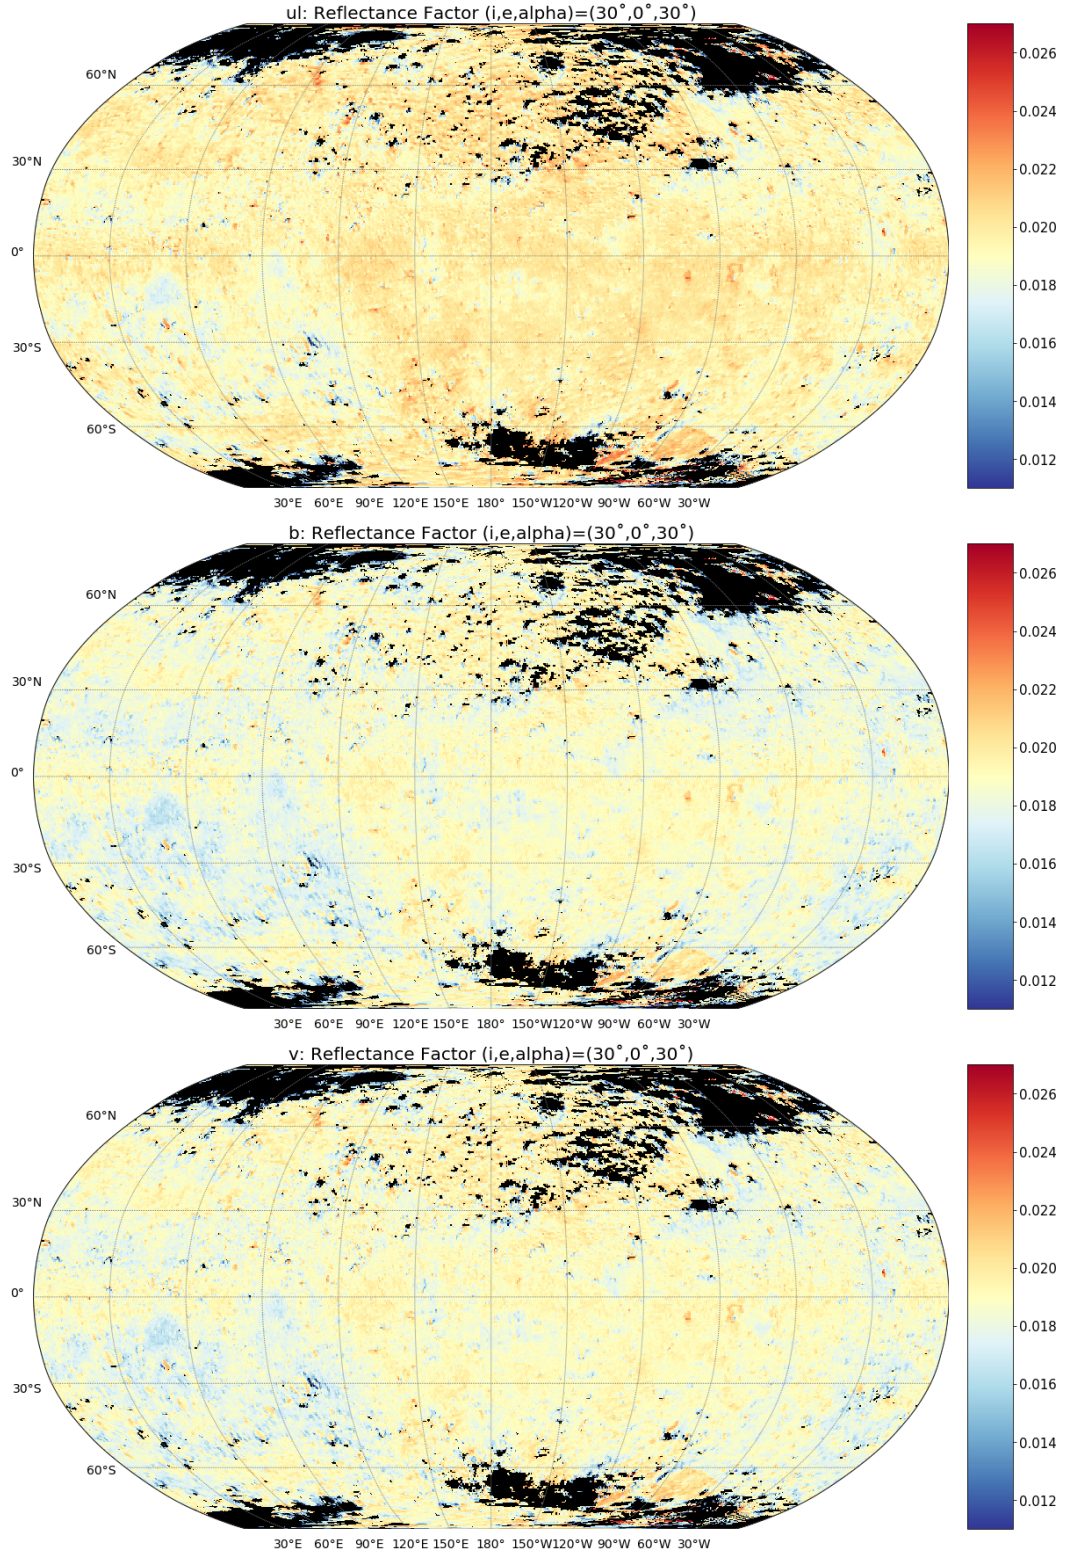 ul: Reflectance Factor (i,e,alpha)=(30˚,0˚,30˚)
60°N
30°N
0°
30°S
60°S
30°E 60°E 90°E 120°E 150°E 180° 150°W 120°W 90°W 60°W 30°W
0.026
0.024
0.022
0.020
0.018
0.016
0.014
0.012
b: Reflectance Factor (i,e,alpha)=(30˚,0˚,30˚)
60°N
30°N
0°
30°S
60°S
30°E 60°E 90°E 120°E 150°E 180° 150°W 120°W 90°W 60°W 30°W
0.026
0.024
0.022
0.020
0.018
0.016
0.014
0.012
v: Reflectance Factor (i,e,alpha)=(30˚,0˚,30˚)
60°N
30°N
0°
30°S
60°S
30°E 60°E 90°E 120°E 150°E 180° 150°W 120°W 90°W 60°W 30°W
0.026
0.024
0.022
0.020
0.018
0.016
0.014
0.012